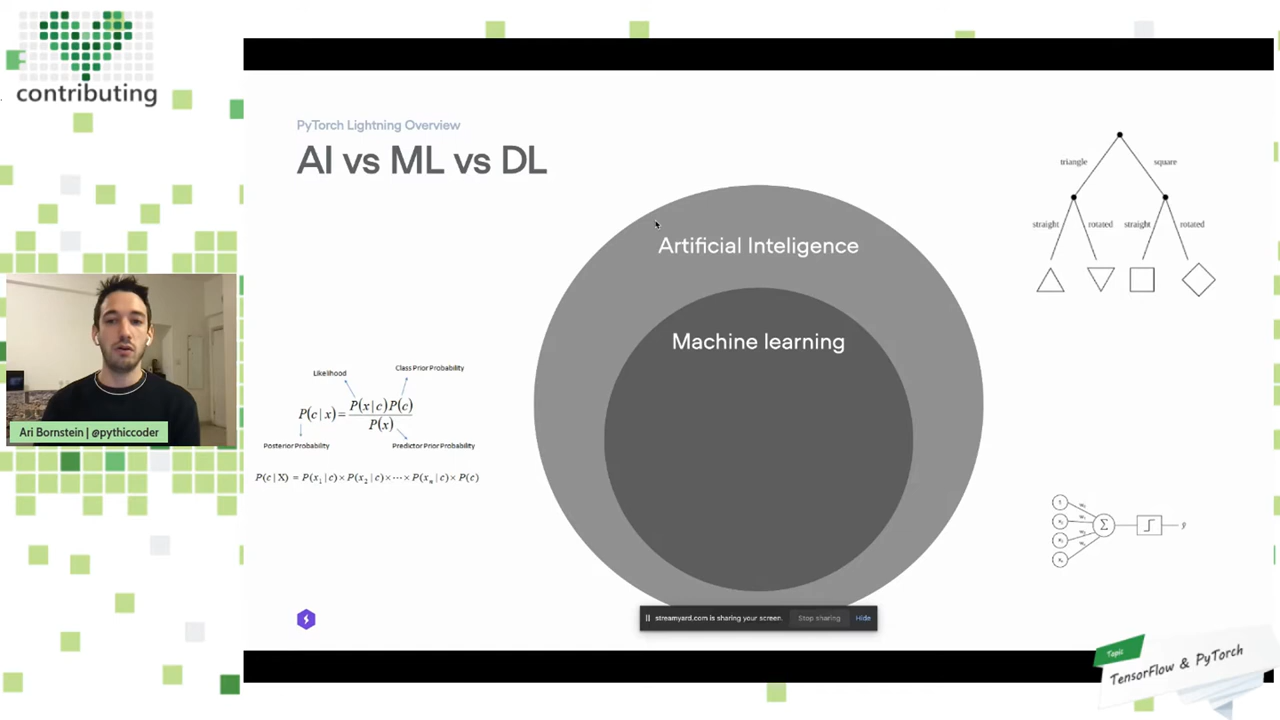 contributing
PyTorch Lightning Overview
AI vs ML vs DL
Artificial Inteligence
Machine learning
triangle
square
straight
rotated
straight
rotated
Likelihood
Class Prior Probability
P(c | x) = P(x | c) P(c) / P(x)
Posterior Probability
Predictor Prior Probability
P(c | X) = P(x₁ | c) × P(x₂ | c) × ··· × P(xₙ | c) × P(c)
Σ
Ari Bornstein | @pythiccoder
streamyard.com is sharing your screen.
Stop sharing
Hide
Topic
TensorFlow & PyTorch